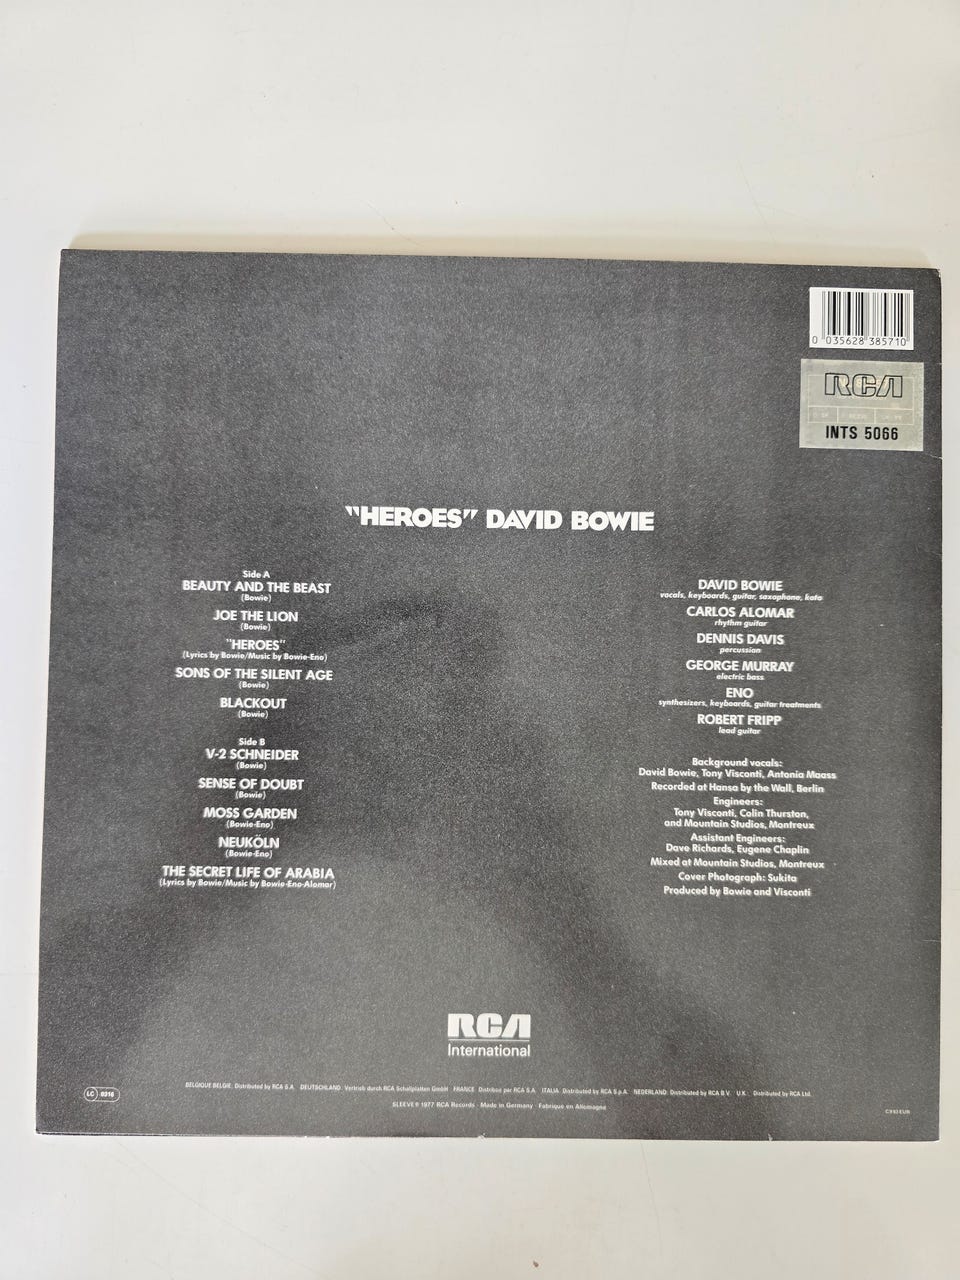 0 035628 385710
RCA
INTS 5066
"HEROES" DAVID BOWIE
Side A
BEAUTY AND THE BEAST
(Bowie)
JOE THE LION
(Bowie)
"HEROES"
(Lyrics by Bowie/Music by Bowie-Eno)
SONS OF THE SILENT AGE
(Bowie)
BLACKOUT
(Bowie)
Side B
V-2 SCHNEIDER
(Bowie)
SENSE OF DOUBT
(Bowie)
MOSS GARDEN
(Bowie-Eno)
NEUKÖLN
(Bowie-Eno)
THE SECRET LIFE OF ARABIA
(Lyrics by Bowie/Music by Bowie-Eno-Alomar)
DAVID BOWIE
vocals, keyboards, guitar, saxophone, koto
CARLOS ALOMAR
rhythm guitar
DENNIS DAVIS
percussion
GEORGE MURRAY
electric bass
ENO
synthesizers, keyboards, guitar treatments
ROBERT FRIPP
lead guitar
Background vocals:
David Bowie, Tony Visconti, Antonia Maass
Recorded at Hansa by the Wall, Berlin
Engineers:
Tony Visconti, Colin Thurston,
and Mountain Studios, Montreux
Assistant Engineers:
Dave Richards, Eugene Chaplin
Mixed at Mountain Studios, Montreux
Cover Photograph: Sukita
Produced by Bowie and Visconti
RCA
International
BELGIQUE BELGIE: Distributed by RCA S.A. DEUTSCHLAND: Vertrieb durch RCA Schallplatten GmbH FRANCE: Distribué par RCA S.A. ITALIA: Distributed by RCA S.p.A. NEDERLAND: Distributed by RCA B.V. U.K.: Distributed by RCA Ltd.
LC 0316
SLEEVE ℗ 1977 RCA Records · Made in Germany · Fabriqué en Allemagne